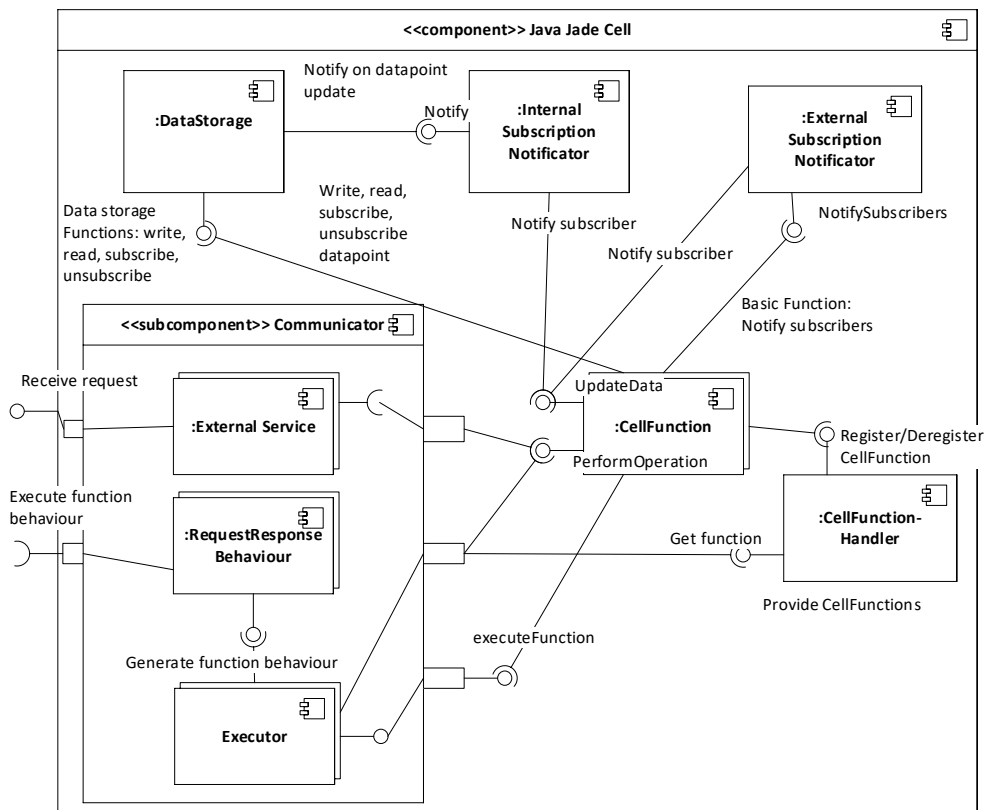 <<component>> Java Jade Cell
Notify on datapoint
update
:DataStorage
Notify
:Internal
Subscription
Notificator
:External
Subscription
Notificator
Data storage
Functions: write,
read, subscribe,
unsubscribe
Write, read,
subscribe,
unsubscribe
datapoint
Notify subscriber
Notify subscriber
NotifySubscribers
Basic Function:
Notify subscribers
<<subcomponent>> Communicator
Receive request
:External Service
UpdateData
:CellFunction
PerformOperation
Register/Deregister
CellFunction
Execute function
behaviour
:RequestResponse
Behaviour
Get function
:CellFunction-
Handler
Provide CellFunctions
executeFunction
Generate function behaviour
Executor